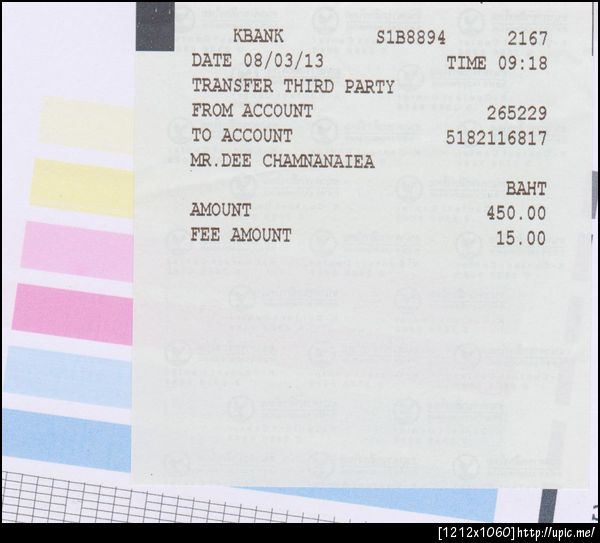 KBANK S1B8894 2167
DATE 08/03/13 TIME 09:18
TRANSFER THIRD PARTY
FROM ACCOUNT 265229
TO ACCOUNT 5182116817
MR.DEE CHAMNANAIEA
BAHT
AMOUNT 450.00
FEE AMOUNT 15.00
[1212x1060]http://upic.me/